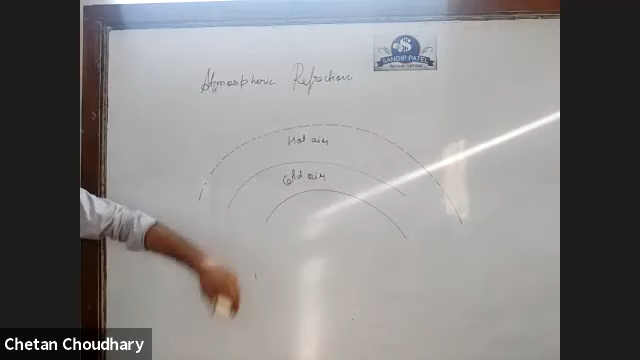 SANDIP PATEL
Atmospheric Refraction
Hot air
Cold air
Chetan Choudhary